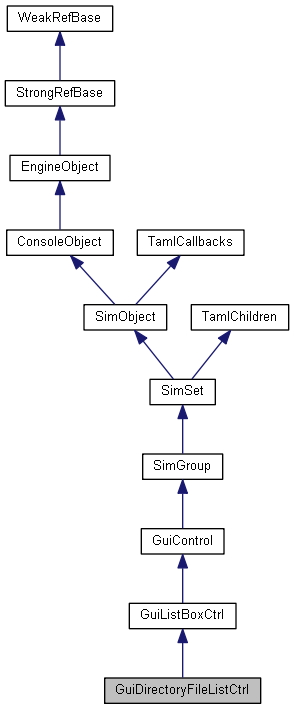 WeakRefBase
StrongRefBase
EngineObject
ConsoleObject
TamlCallbacks
SimObject
TamlChildren
SimSet
SimGroup
GuiControl
GuiListBoxCtrl
GuiDirectoryFileListCtrl